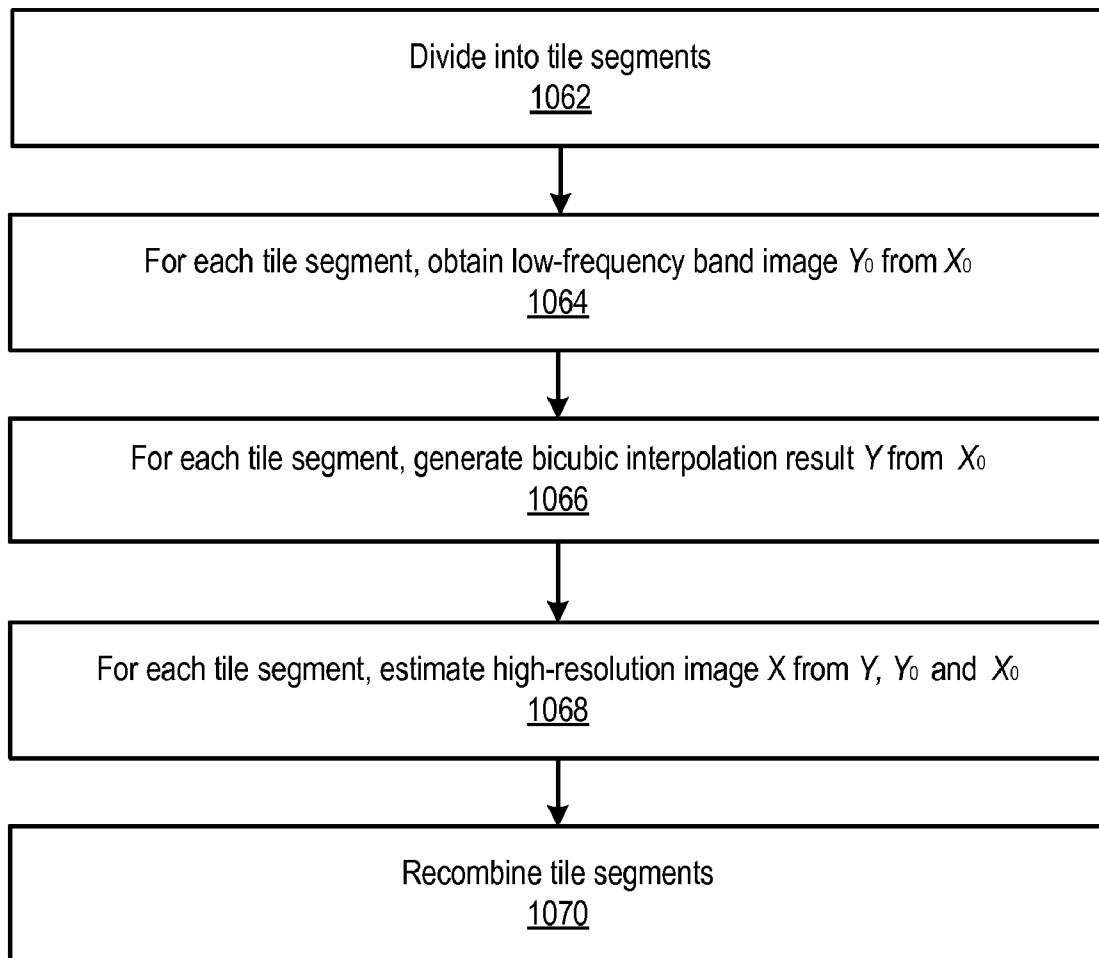 Divide into tile segments
1062
For each tile segment, obtain low-frequency band image Y₀ from X₀
1064
For each tile segment, generate bicubic interpolation result Y from X₀
1066
For each tile segment, estimate high-resolution image X from Y, Y₀ and X₀
1068
Recombine tile segments
1070